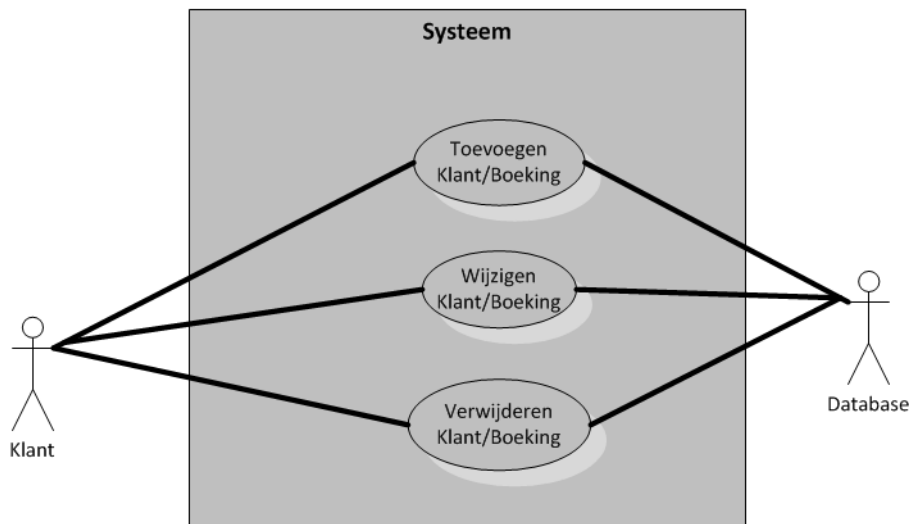 Systeem
Toevoegen
Klant/Boeking
Wijzigen
Klant/Boeking
Verwijderen
Klant/Boeking
Klant
Database